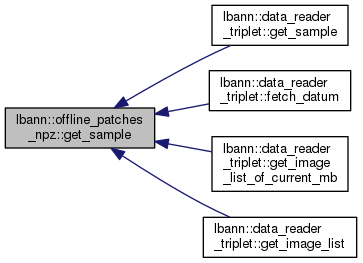 lbann::offline_patches
_npz::get_sample
lbann::data_reader
_triplet::get_sample
lbann::data_reader
_triplet::fetch_datum
lbann::data_reader
_triplet::get_image
_list_of_current_mb
lbann::data_reader
_triplet::get_image_list